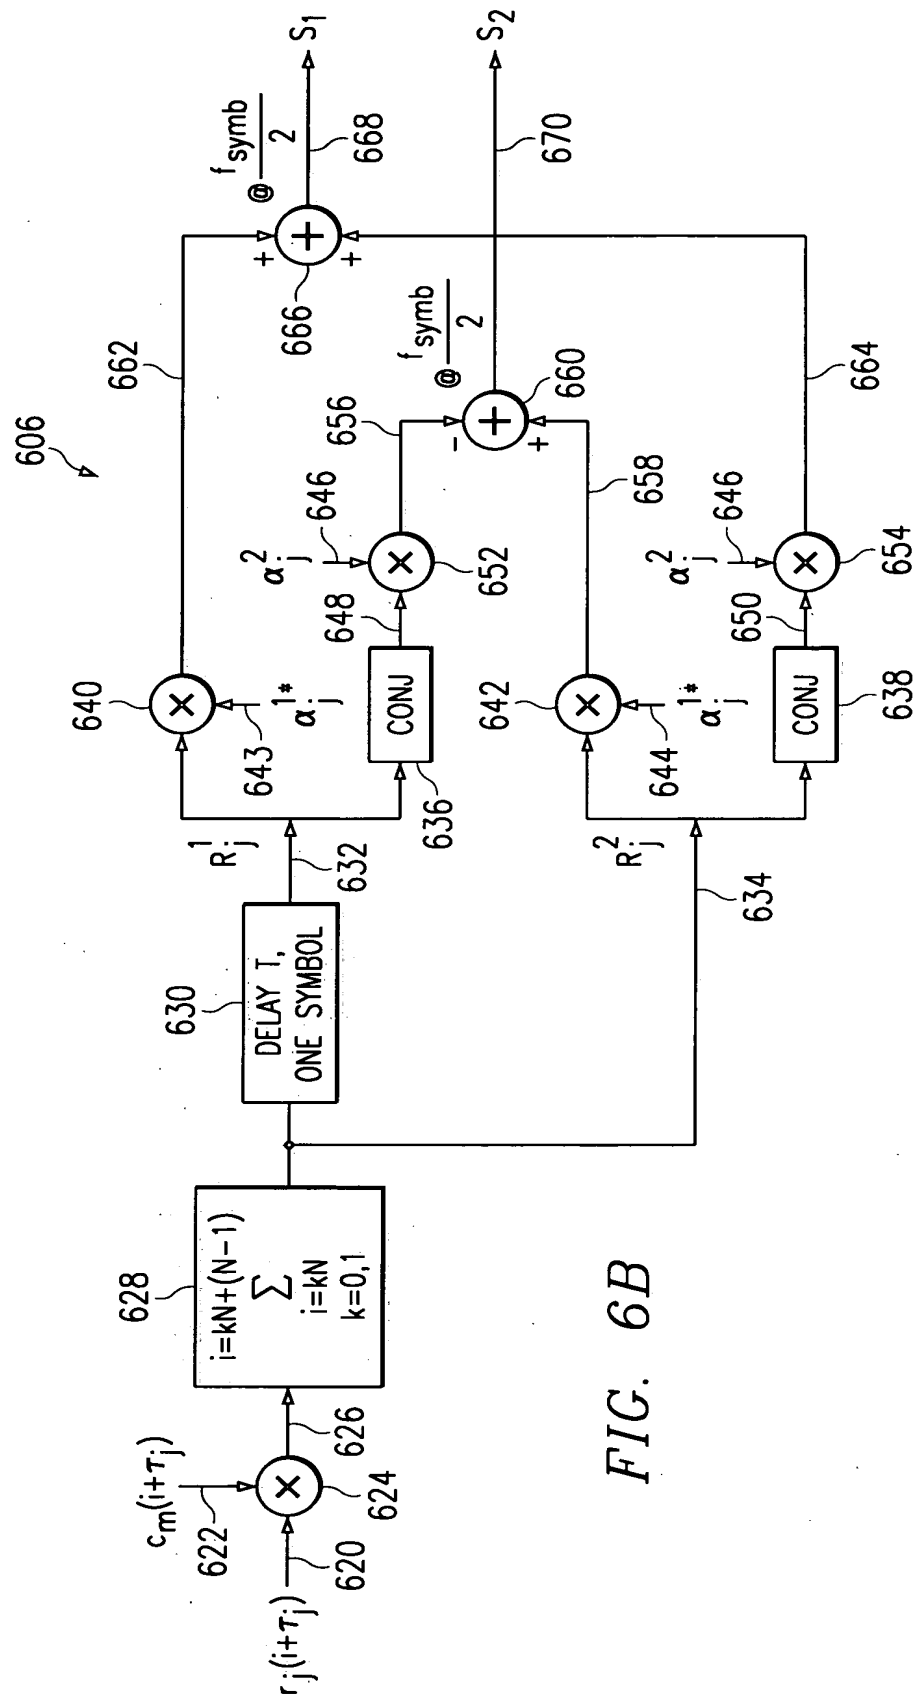 606
r_j(i+τ_j)
620
c_m(i+τ_j)
622
×
624
626
628
i=kN+(N-1)
Σ
i=kN
k=0,1
630
DELAY T,
ONE SYMBOL
R_j^1
632
634
R_j^2
640
×
643
α_j^1*
CONJ
636
648
α_j^2
646
×
652
656
642
×
644
α_j^1*
CONJ
638
650
α_j^2
646
×
654
658
662
664
+
+
+
666
@ f_symb/2
668
S_1
-
+
+
660
@ f_symb/2
670
S_2
FIG. 6B